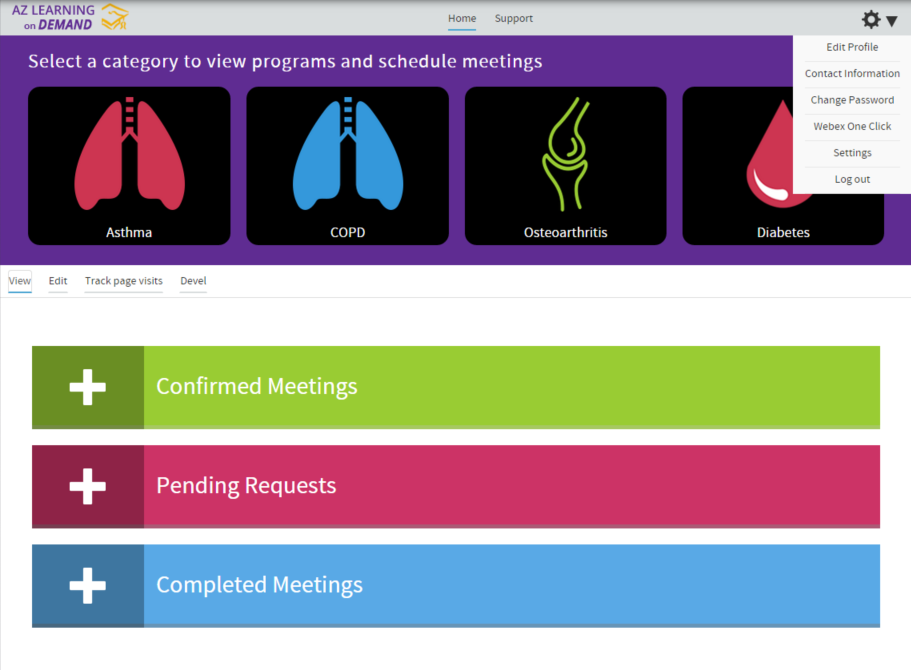 AZ LEARNING
on DEMAND
Home
Support
Edit Profile
Contact Information
Change Password
Webex One Click
Settings
Log out
Select a category to view programs and schedule meetings
Asthma
COPD
Osteoarthritis
Diabetes
View
Edit
Track page visits
Devel
Confirmed Meetings
Pending Requests
Completed Meetings